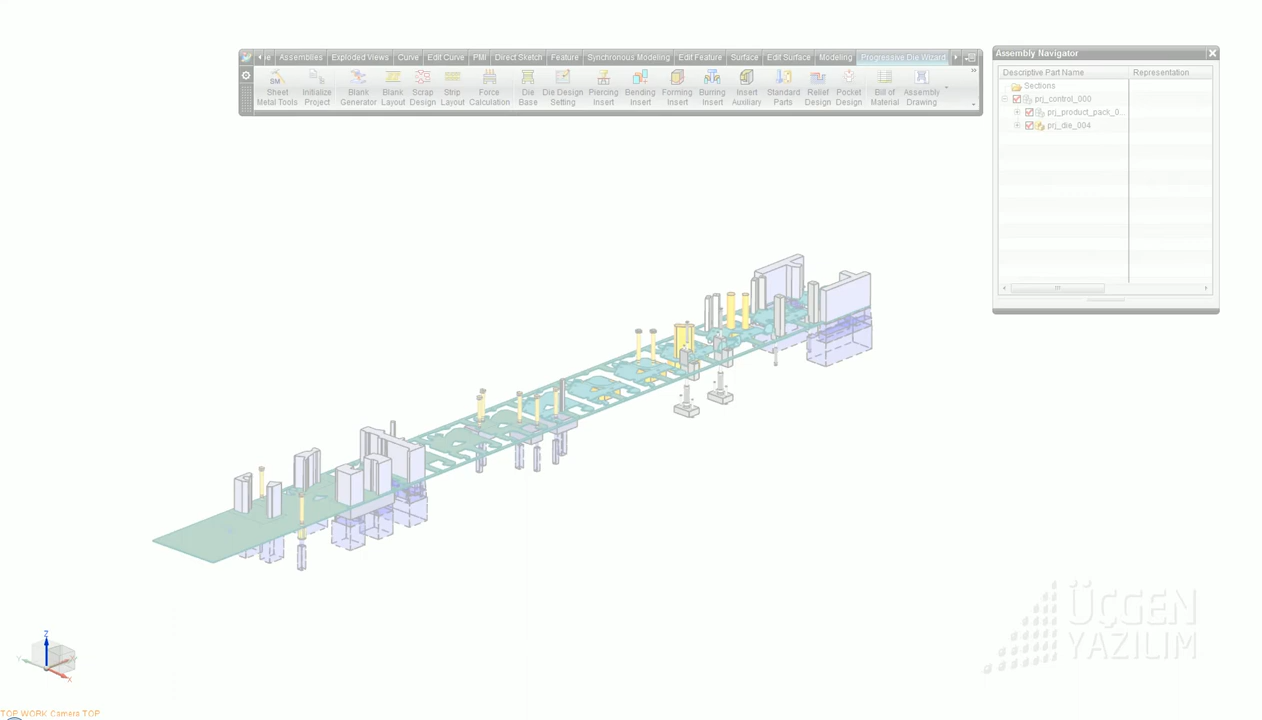 Assemblies Exploded Views Curve Edit Curve PMI Direct Sketch Feature Synchronous Modeling Edit Feature Surface Edit Surface Modeling Progressive Die Wizard
SM
Sheet Metal Tools
Initialize Project
Blank Generator
Blank Layout
Scrap Design
Strip Layout
Force Calculation
Die Base
Die Design Setting
Piercing Insert
Bending Insert
Forming Insert
Burring Insert
Insert Auxiliary
Standard Parts
Relief Design
Pocket Design
Bill of Material
Assembly Drawing
Assembly Navigator
Descriptive Part Name Representation
Sections
prj_control_000
prj_product_pack_0...
prj_die_004
ÜÇGEN
YAZILIM
Z
Y
X
TOP WORK Camera TOP